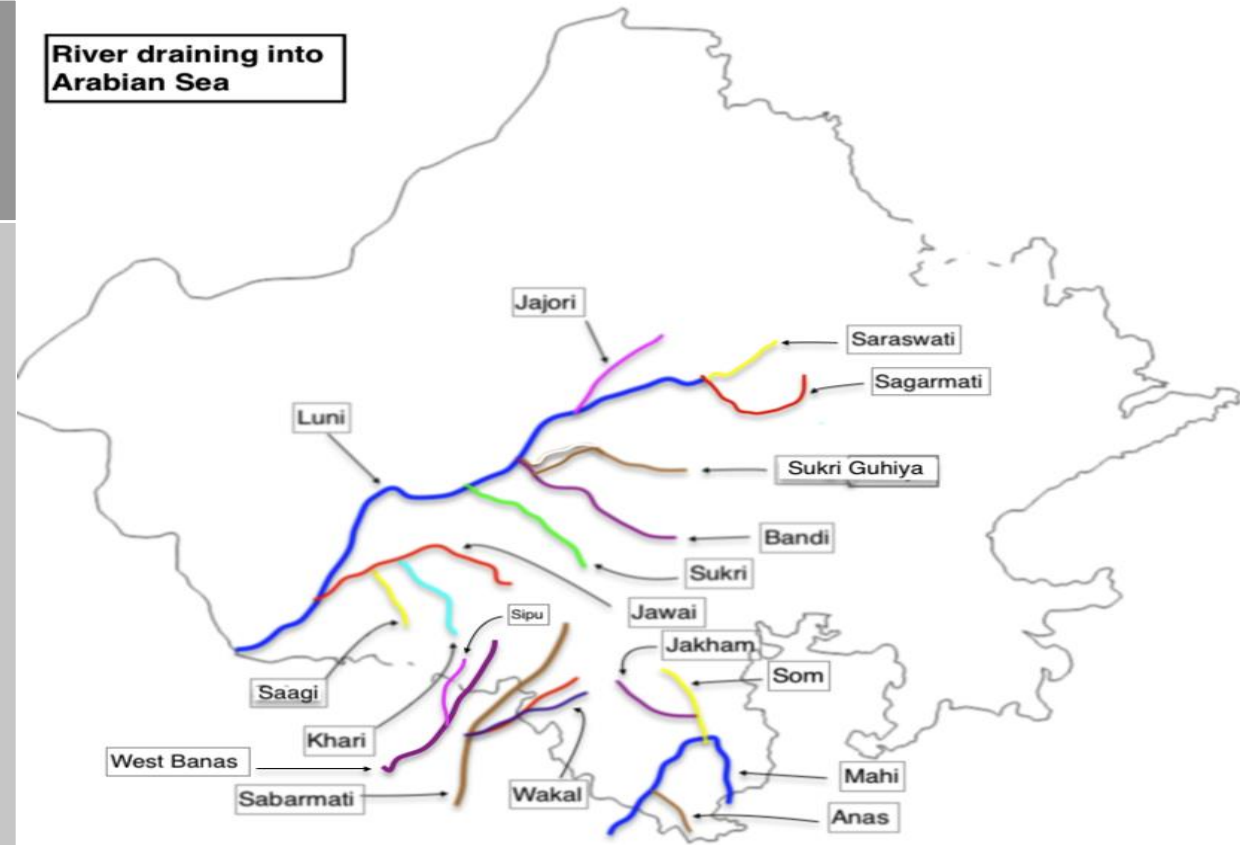 River draining into
Arabian Sea
Jajori
Saraswati
Sagarmati
Luni
Sukri Guhiya
Bandi
Sukri
Jawai
Sipu
Jakham
Som
Saagi
Khari
West Banas
Mahi
Sabarmati
Wakal
Anas